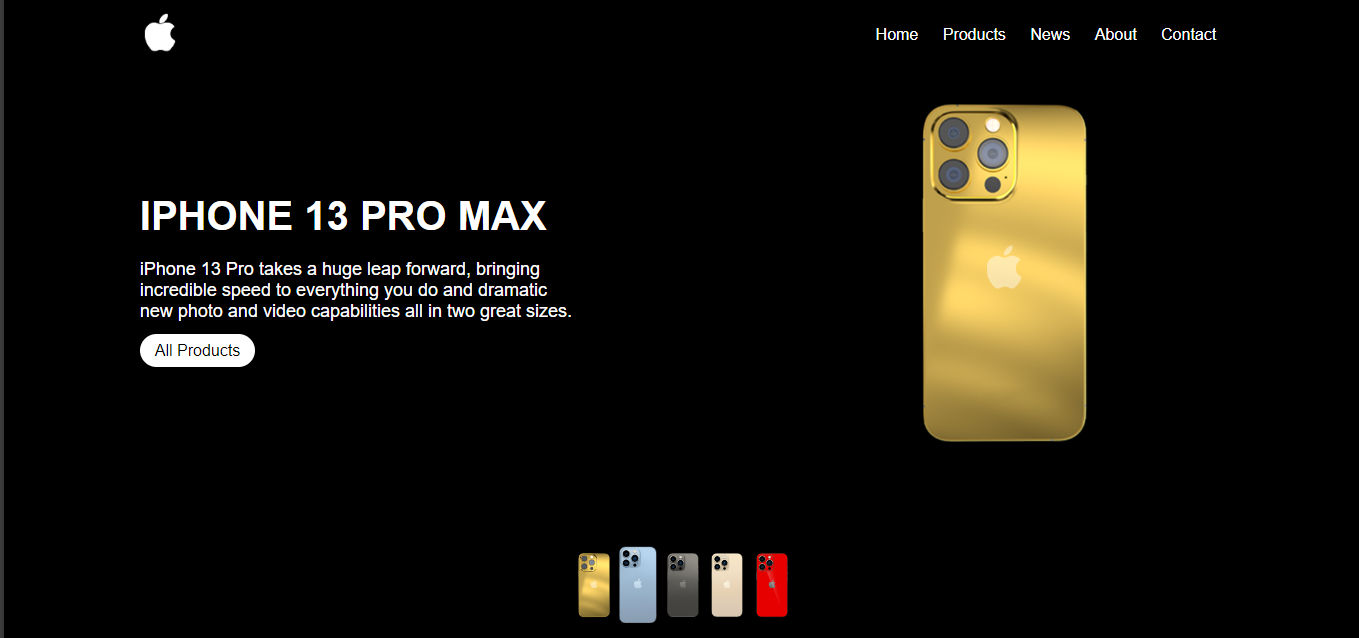 Home Products News About Contact
IPHONE 13 PRO MAX
iPhone 13 Pro takes a huge leap forward, bringing
incredible speed to everything you do and dramatic
new photo and video capabilities all in two great sizes.
All Products